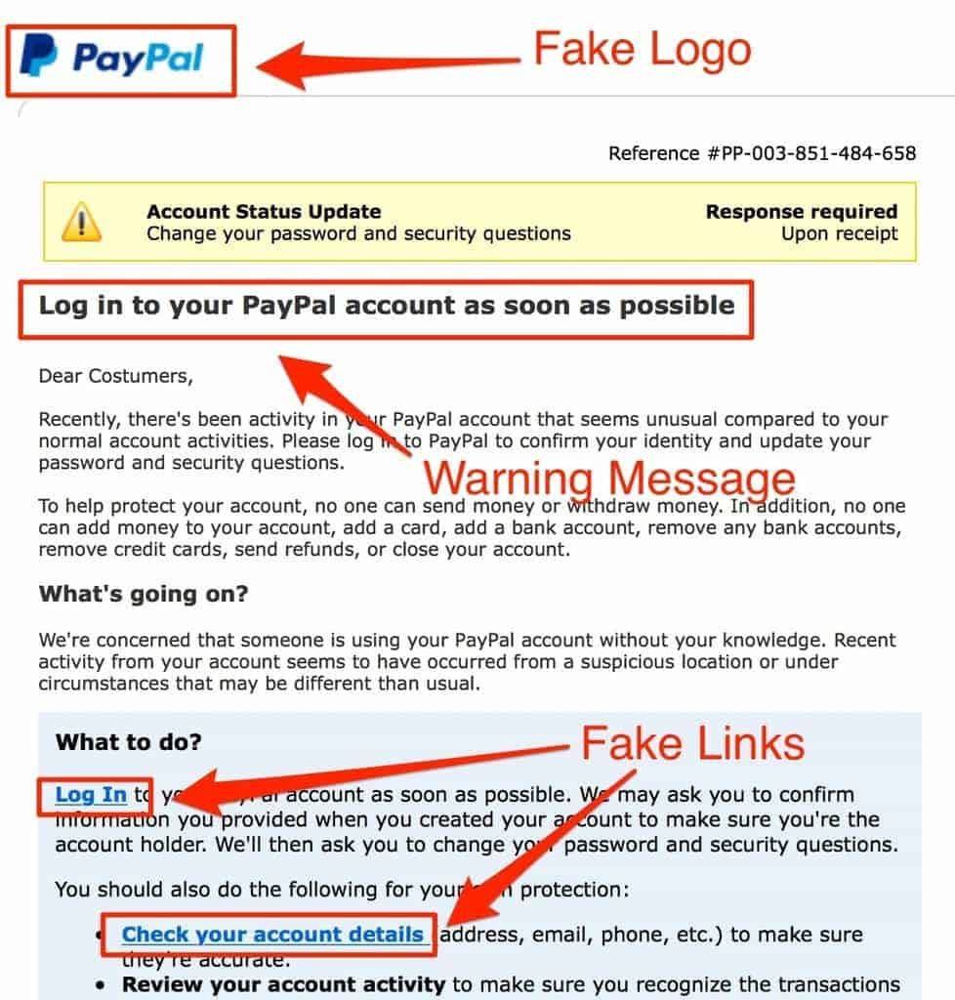 PayPal
Fake Logo
Reference #PP-003-851-484-658
Account Status Update
Response required
Change your password and security questions
Upon receipt
Log in to your PayPal account as soon as possible
Dear Costumers,
Recently, there's been activity in your PayPal account that seems unusual compared to your
normal account activities. Please log in to PayPal to confirm your identity and update your
password and security questions.
Warning Message
To help protect your account, no one can send money or withdraw money. In addition, no one
can add money to your account, add a card, add a bank account, remove any bank accounts,
remove credit cards, send refunds, or close your account.
What's going on?
We're concerned that someone is using your PayPal account without your knowledge. Recent
activity from your account seems to have occurred from a suspicious location or under
circumstances that may be different than usual.
What to do?
Fake Links
Log In to your PayPal account as soon as possible. We may ask you to confirm
information you provided when you created your account to make sure you're the
account holder. We'll then ask you to change your password and security questions.
You should also do the following for your own protection:
• Check your account details (address, email, phone, etc.) to make sure
they're accurate.
• Review your account activity to make sure you recognize the transactions